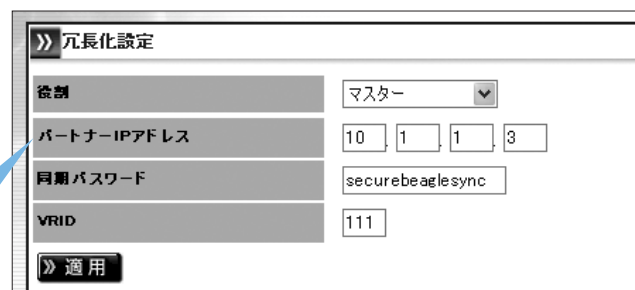 » 冗長化設定
役割 マスター
パートナーIPアドレス 10 . 1 . 1 . 3
同期パスワード securebeaglesync
VRID 111
» 適用